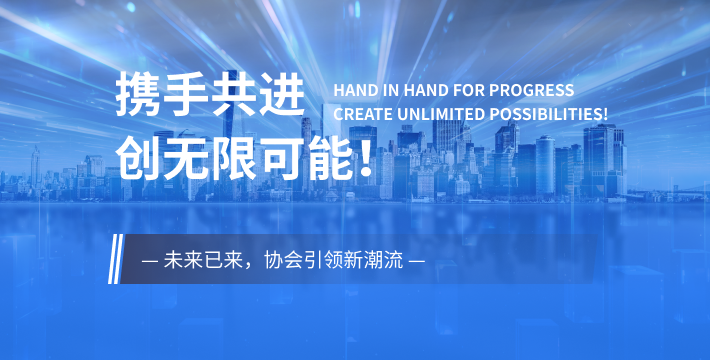 携手共进
HAND IN HAND FOR PROGRESS
CREATE UNLIMITED POSSIBILITIES!
创无限可能!
— 未来已来，协会引领新潮流 —